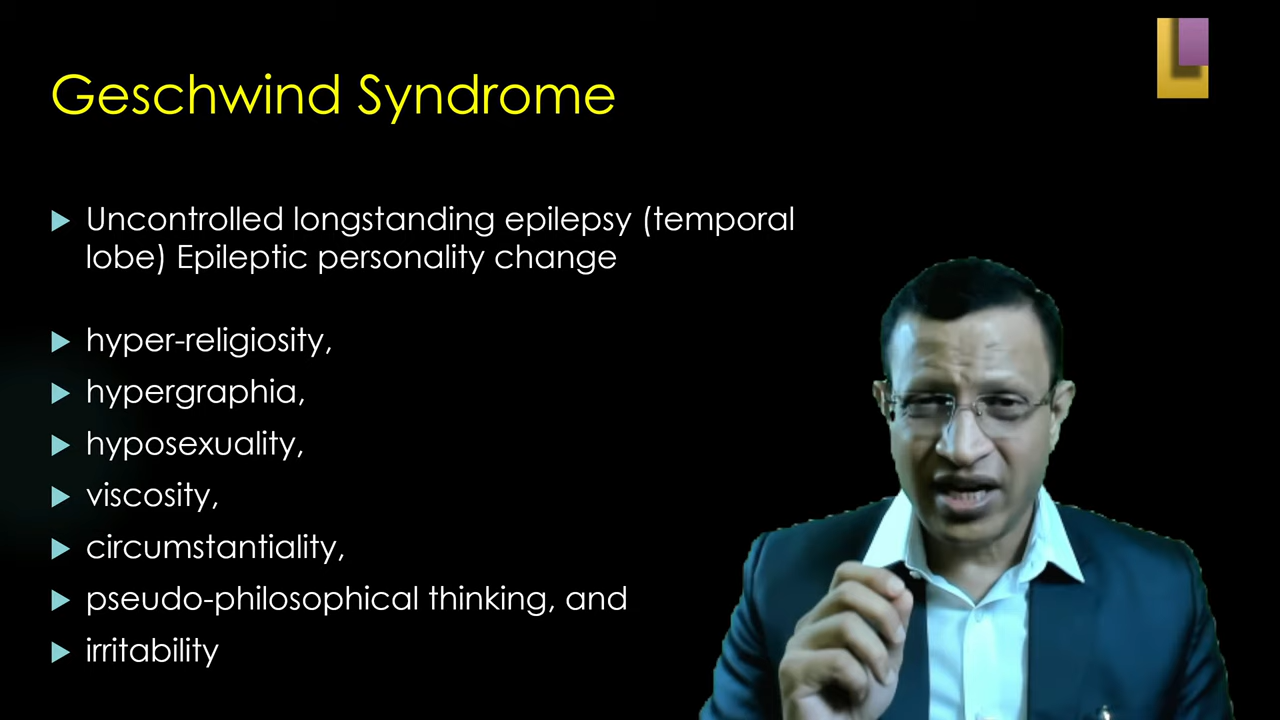 Geschwind Syndrome
Uncontrolled longstanding epilepsy (temporal
lobe) Epileptic personality change
hyper-religiosity,
hypergraphia,
hyposexuality,
viscosity,
circumstantiality,
pseudo-philosophical thinking, and
irritability